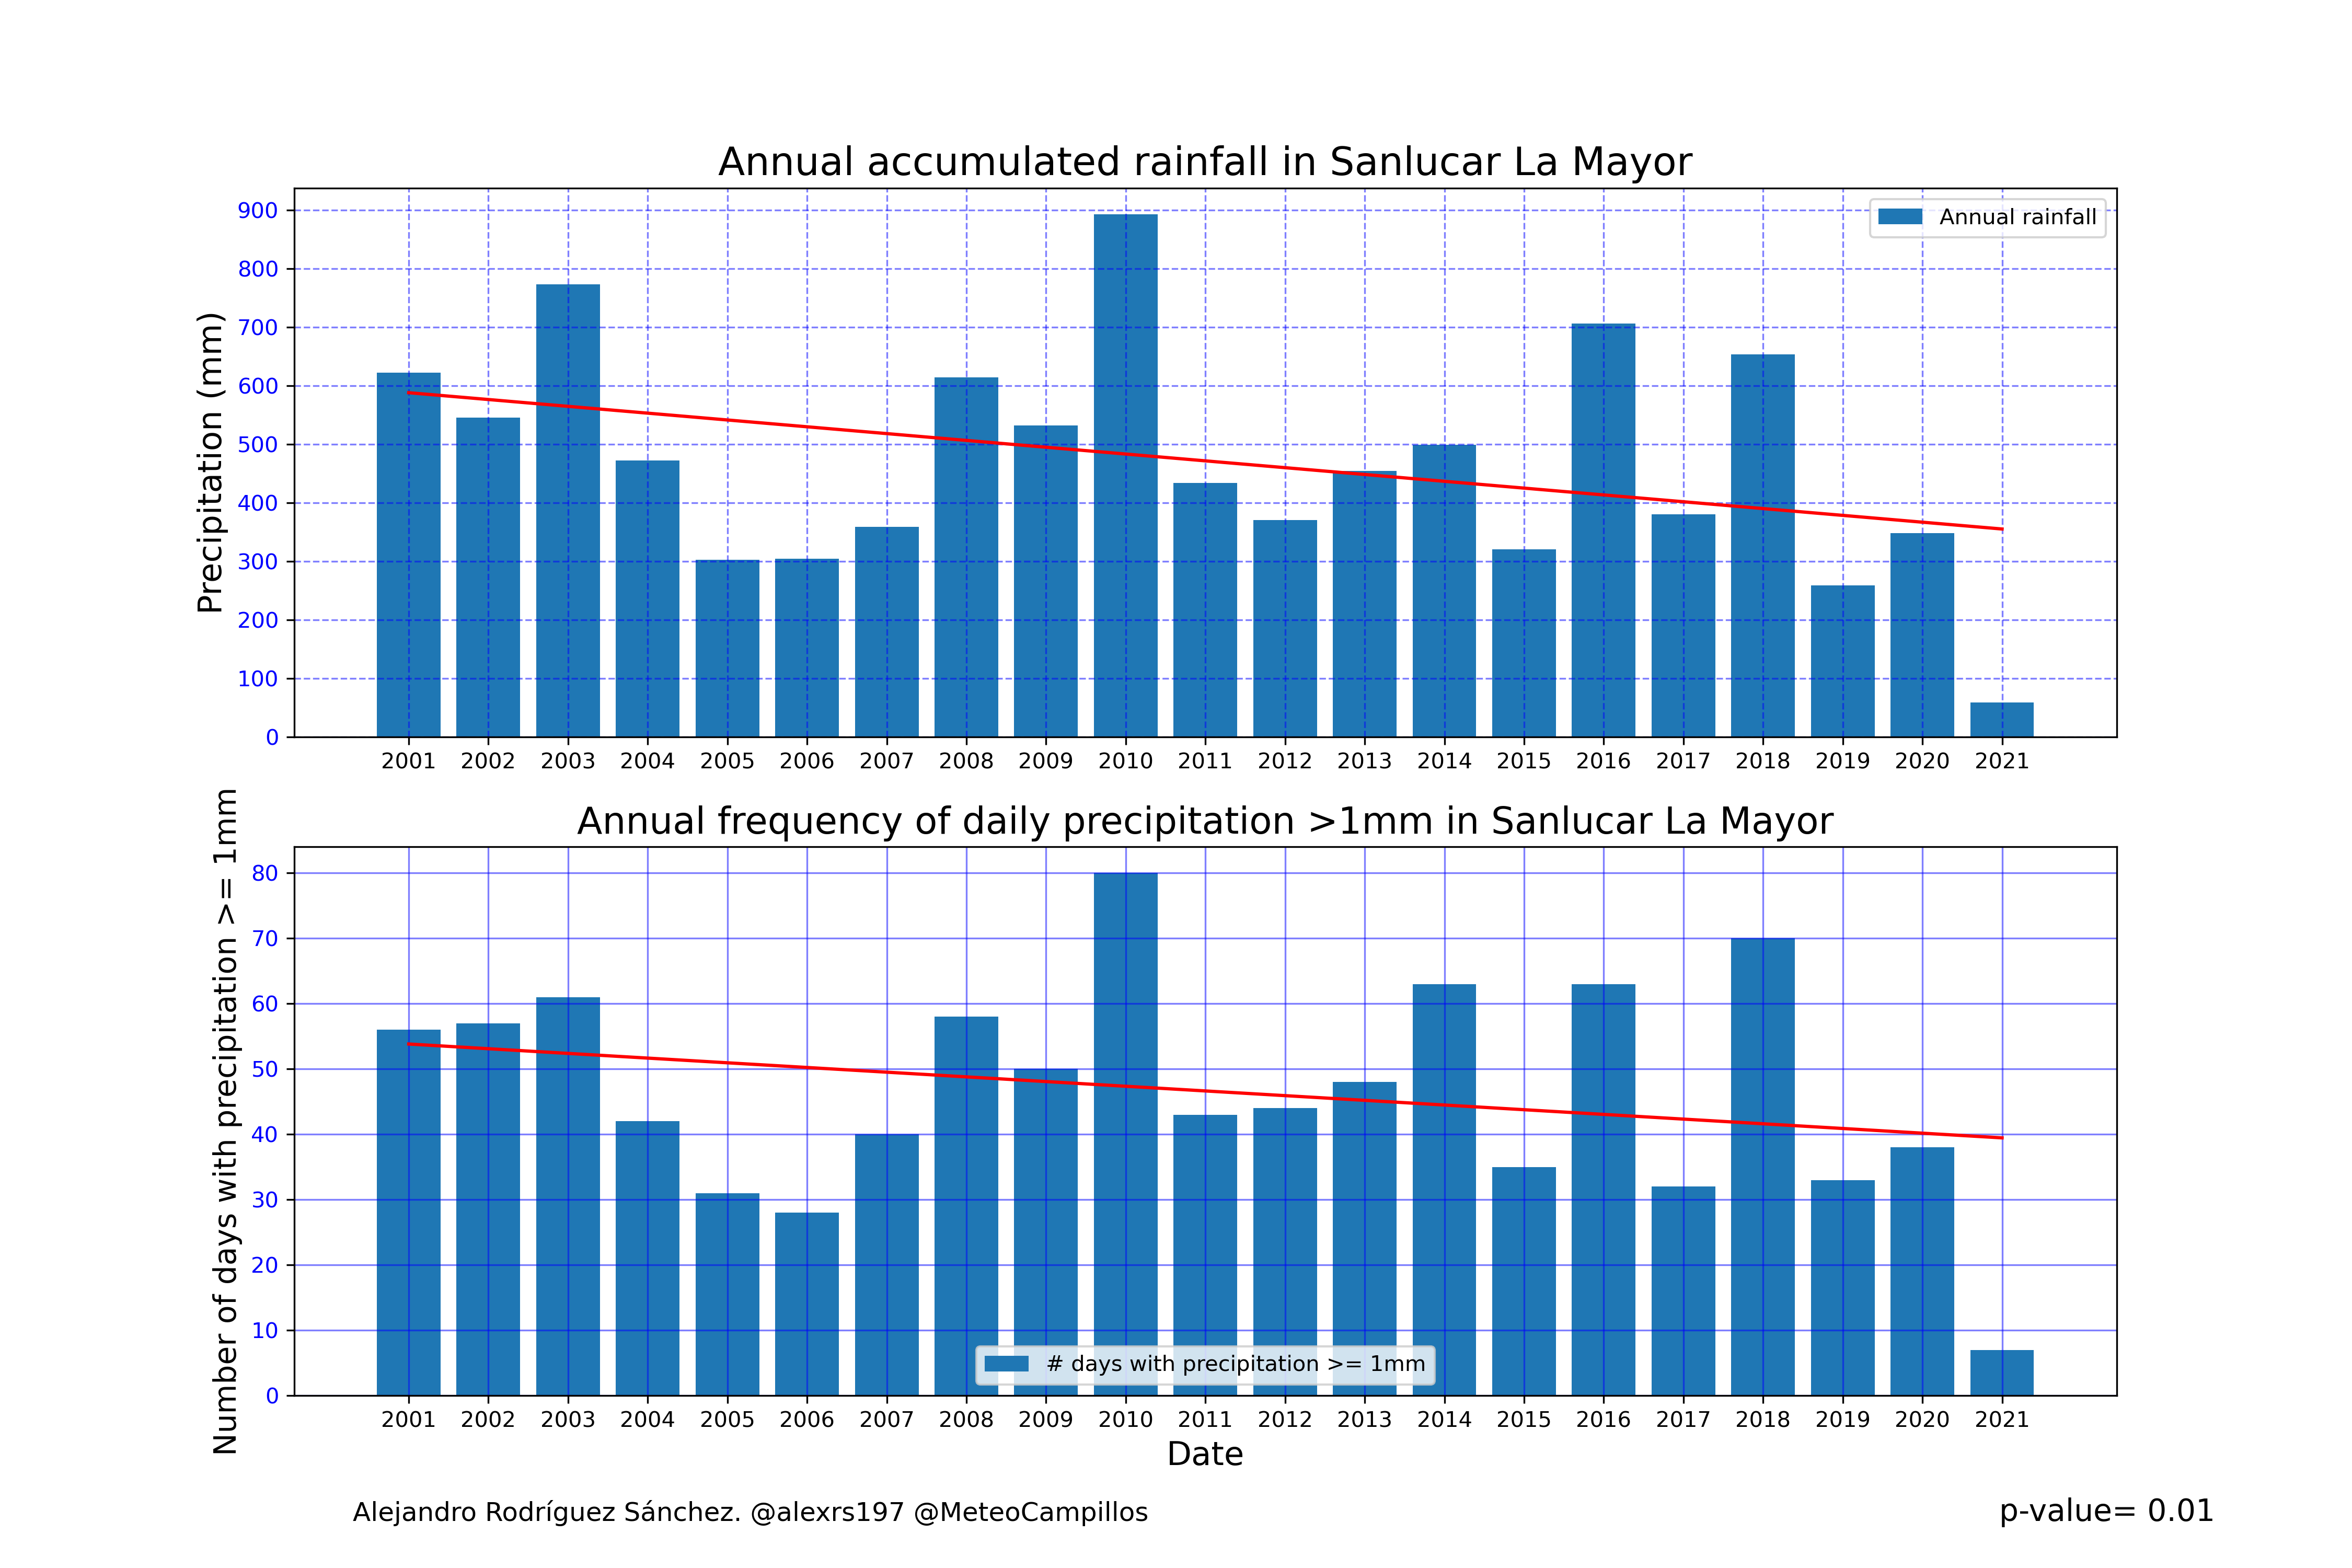 Annual accumulated rainfall in Sanlucar La Mayor
Precipitation (mm)
900
800
700
600
500
400
300
200
100
0
Annual rainfall
2001 2002 2003 2004 2005 2006 2007 2008 2009 2010 2011 2012 2013 2014 2015 2016 2017 2018 2019 2020 2021
Annual frequency of daily precipitation >1mm in Sanlucar La Mayor
Number of days with precipitation >= 1mm
80
70
60
50
40
30
20
10
0
# days with precipitation >= 1mm
2001 2002 2003 2004 2005 2006 2007 2008 2009 2010 2011 2012 2013 2014 2015 2016 2017 2018 2019 2020 2021
Date
Alejandro Rodríguez Sánchez. @alexrs197 @MeteoCampillos
p-value= 0.01